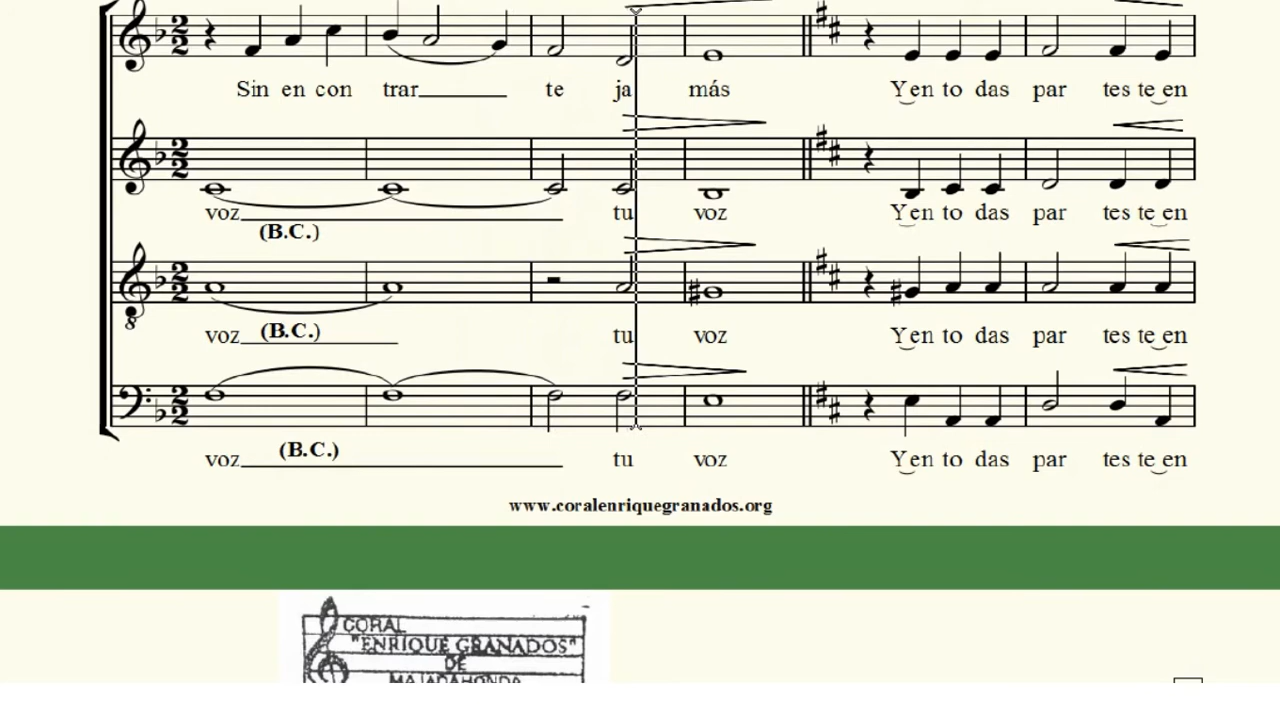 Sin en con trar te ja más Y en to das par tes te en
voz tu voz Y en to das par tes te en
(B.C.)
voz (B.C.) tu voz Y en to das par tes te en
(B.C.)
voz tu voz Y en to das par tes te en
www.coralenriquegranados.org
CORAL
"ENRIQUE GRANADOS"
DE
MAJADAHONDA